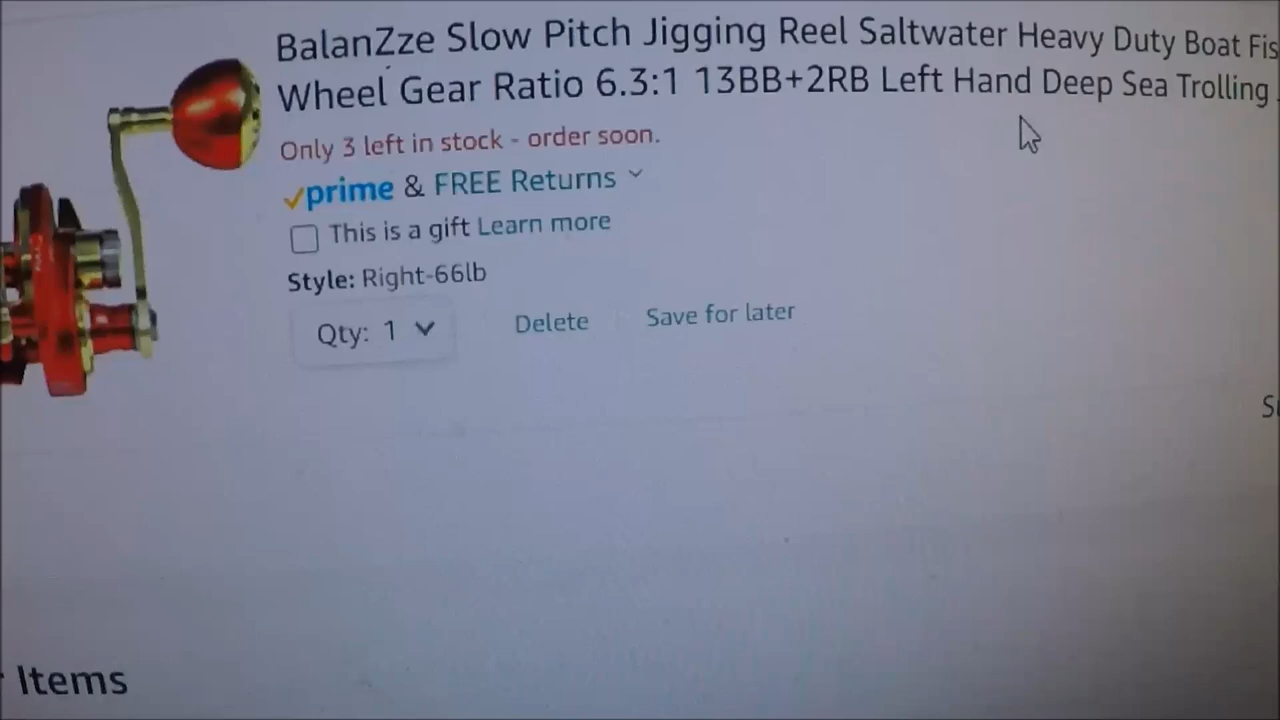 BalanZze Slow Pitch Jigging Reel Saltwater Heavy Duty Boat Fis
Wheel Gear Ratio 6.3:1 13BB+2RB Left Hand Deep Sea Trolling
Only 3 left in stock - order soon.
prime & FREE Returns
This is a gift Learn more
Style: Right-66lb
Qty: 1 Delete Save for later
Items